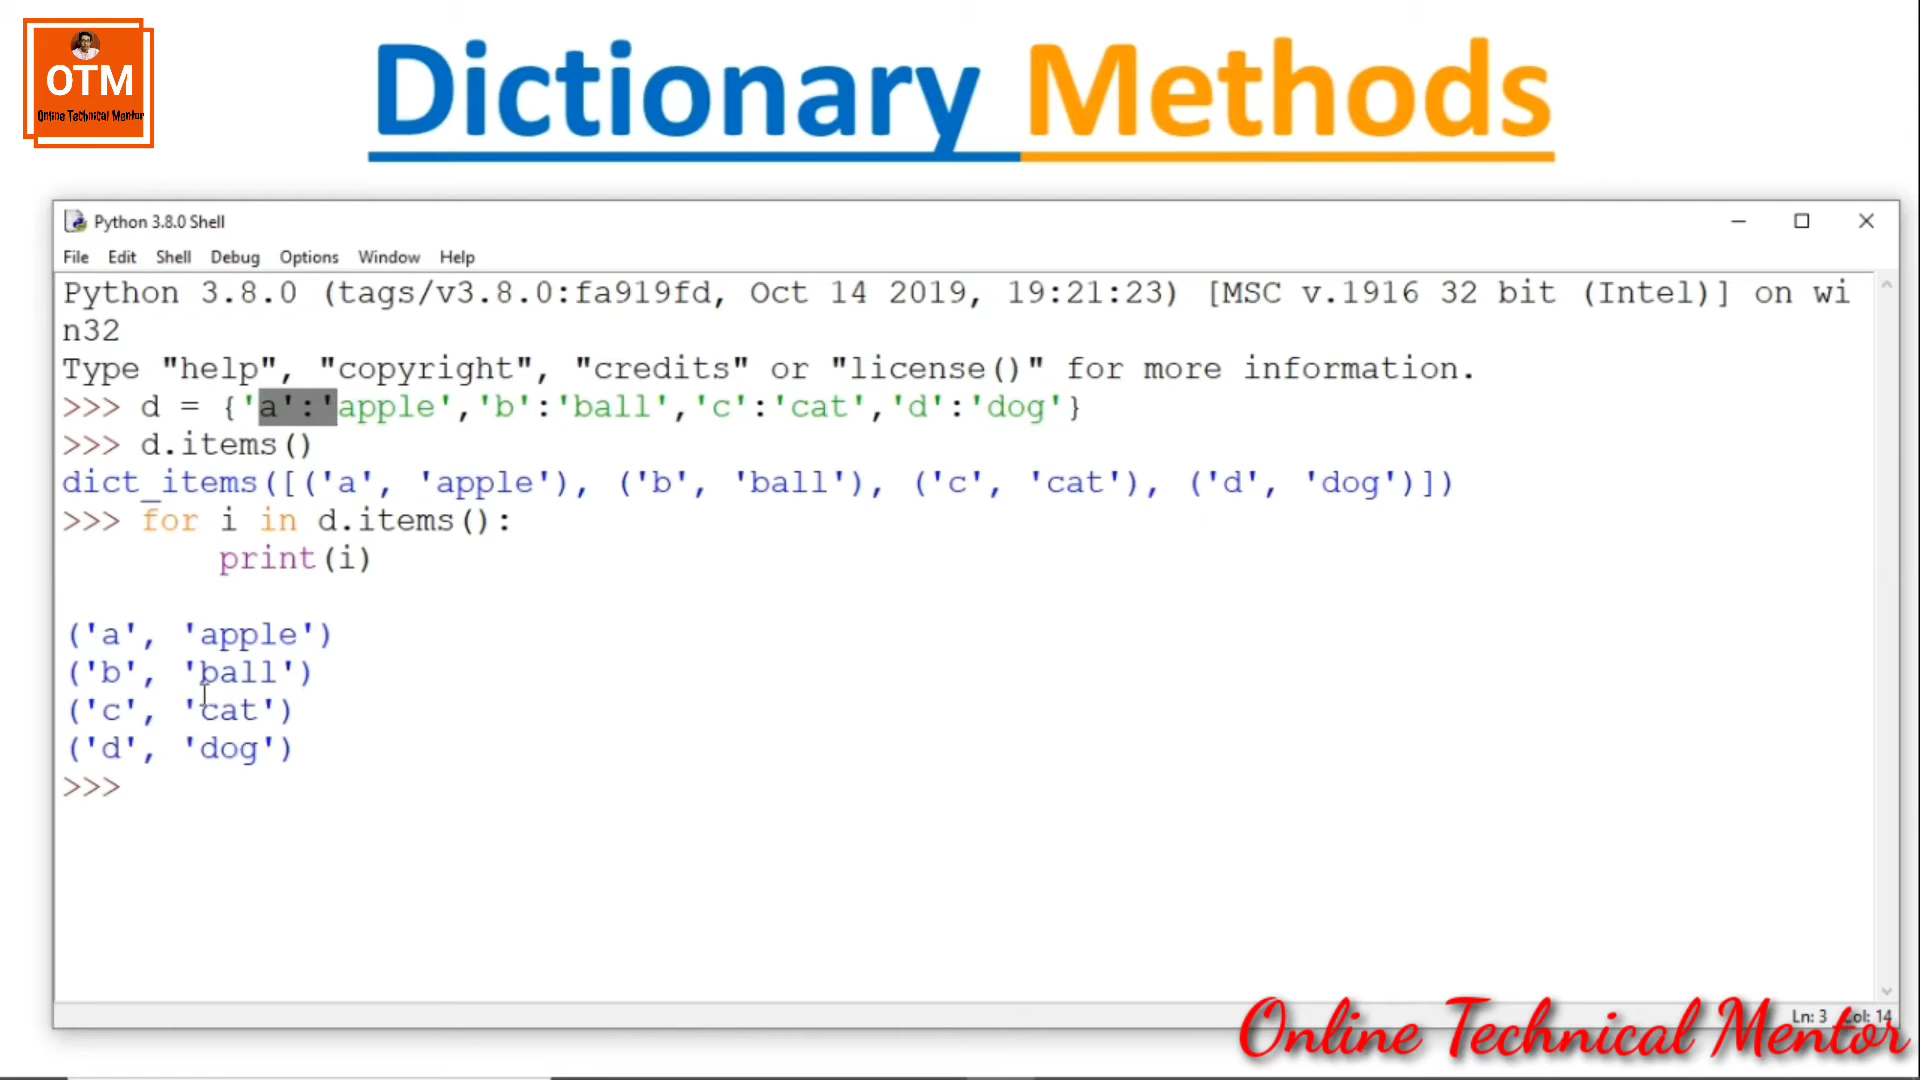 OTM
Online Technical Mentor
Dictionary Methods
Python 3.8.0 Shell
File Edit Shell Debug Options Window Help
Python 3.8.0 (tags/v3.8.0:fa919fd, Oct 14 2019, 19:21:23) [MSC v.1916 32 bit (Intel)] on wi
n32
Type "help", "copyright", "credits" or "license()" for more information.
>>> d = {'a':'apple','b':'ball','c':'cat','d':'dog'}
>>> d.items()
dict_items([('a', 'apple'), ('b', 'ball'), ('c', 'cat'), ('d', 'dog')])
>>> for i in d.items():
        print(i)
('a', 'apple')
('b', 'ball')
('c', 'cat')
('d', 'dog')
>>>
Ln: 3 Col: 14
Online Technical Mentor